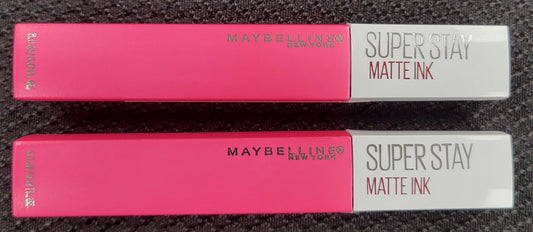 MAYBELLINE
NEW YORK
SUPER STAY
MATTE INK
MAYBELLINE
NEW YORK
SUPER STAY
MATTE INK